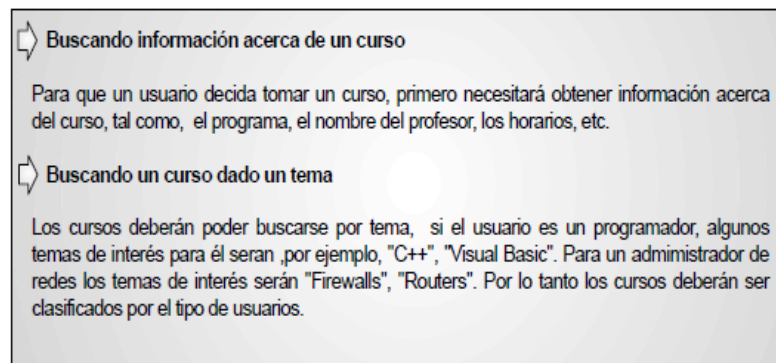 Buscando información acerca de un curso
Para que un usuario decida tomar un curso, primero necesitará obtener información acerca
del curso, tal como, el programa, el nombre del profesor, los horarios, etc.
Buscando un curso dado un tema
Los cursos deberán poder buscarse por tema, si el usuario es un programador, algunos
temas de interés para él seran ,por ejemplo, "C++", "Visual Basic". Para un admimistrador de
redes los temas de interés serán "Firewalls", "Routers". Por lo tanto los cursos deberán ser
clasificados por el tipo de usuarios.